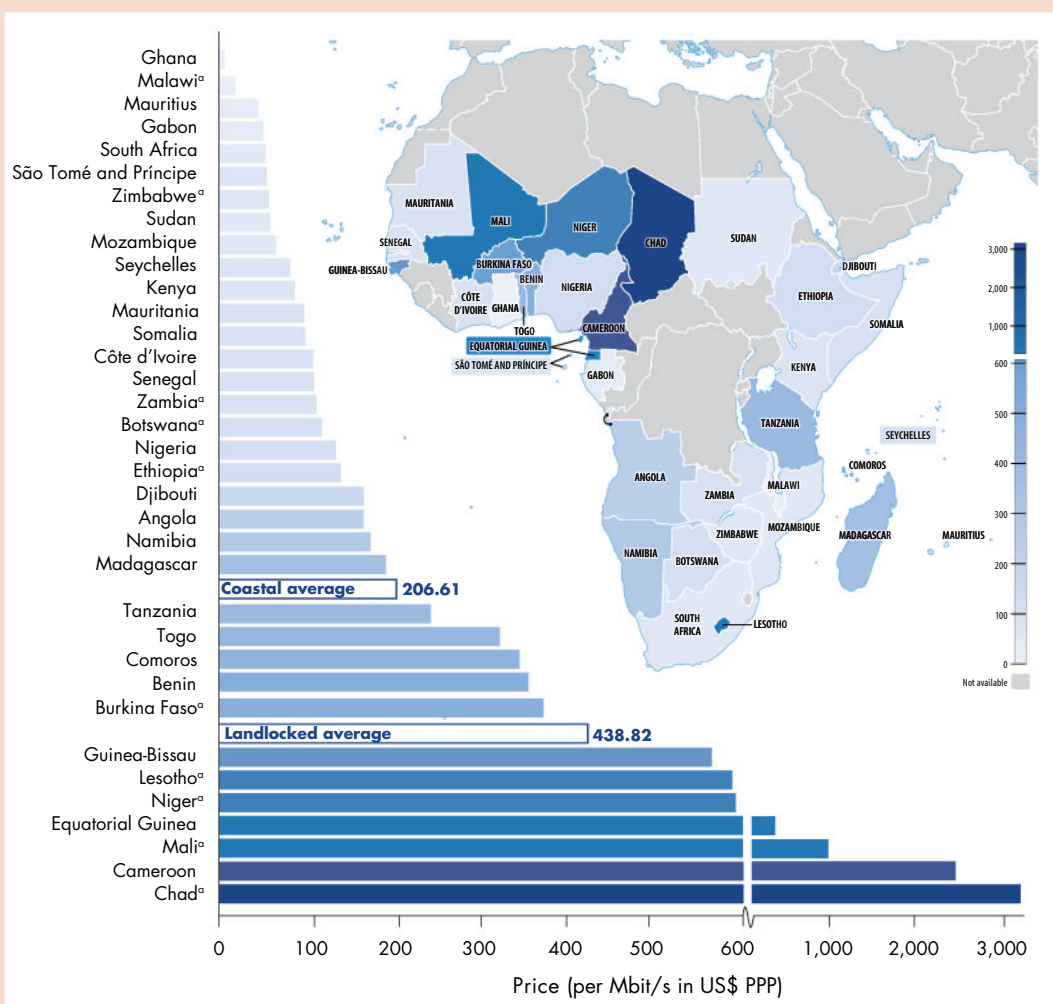 Ghana
Malawiᵃ
Mauritius
Gabon
South Africa
São Tomé and Príncipe
Zimbabweᵃ
Sudan
Mozambique
Seychelles
Kenya
Mauritania
Somalia
Côte d'Ivoire
Senegal
Zambiaᵃ
Botswanaᵃ
Nigeria
Ethiopiaᵃ
Djibouti
Angola
Namibia
Madagascar
Coastal average 206.61
Tanzania
Togo
Comoros
Benin
Burkina Fasoᵃ
Landlocked average 438.82
Guinea-Bissau
Lesothoᵃ
Nigerᵃ
Equatorial Guinea
Maliᵃ
Cameroon
Chadᵃ
0 100 200 300 400 500 600 1,000 2,000 3,000
Price (per Mbit/s in US$ PPP)
MAURITANIA
MALI
NIGER
CHAD
SUDAN
SENEGAL
GUINEA-BISSAU
BURKINA FASO
BENIN
NIGERIA
DJIBOUTI
ETHIOPIA
CÔTE
D'IVOIRE
GHANA
TOGO
CAMEROON
SOMALIA
EQUATORIAL GUINEA
SÃO TOMÉ AND PRÍNCIPE
GABON
KENYA
TANZANIA
SEYCHELLES
COMOROS
ANGOLA
ZAMBIA
MALAWI
MOZAMBIQUE
ZIMBABWE
MADAGASCAR
MAURITIUS
NAMIBIA
BOTSWANA
SOUTH
AFRICA
LESOTHO
3,000
2,000
1,000
600
500
400
300
200
100
0
Not available